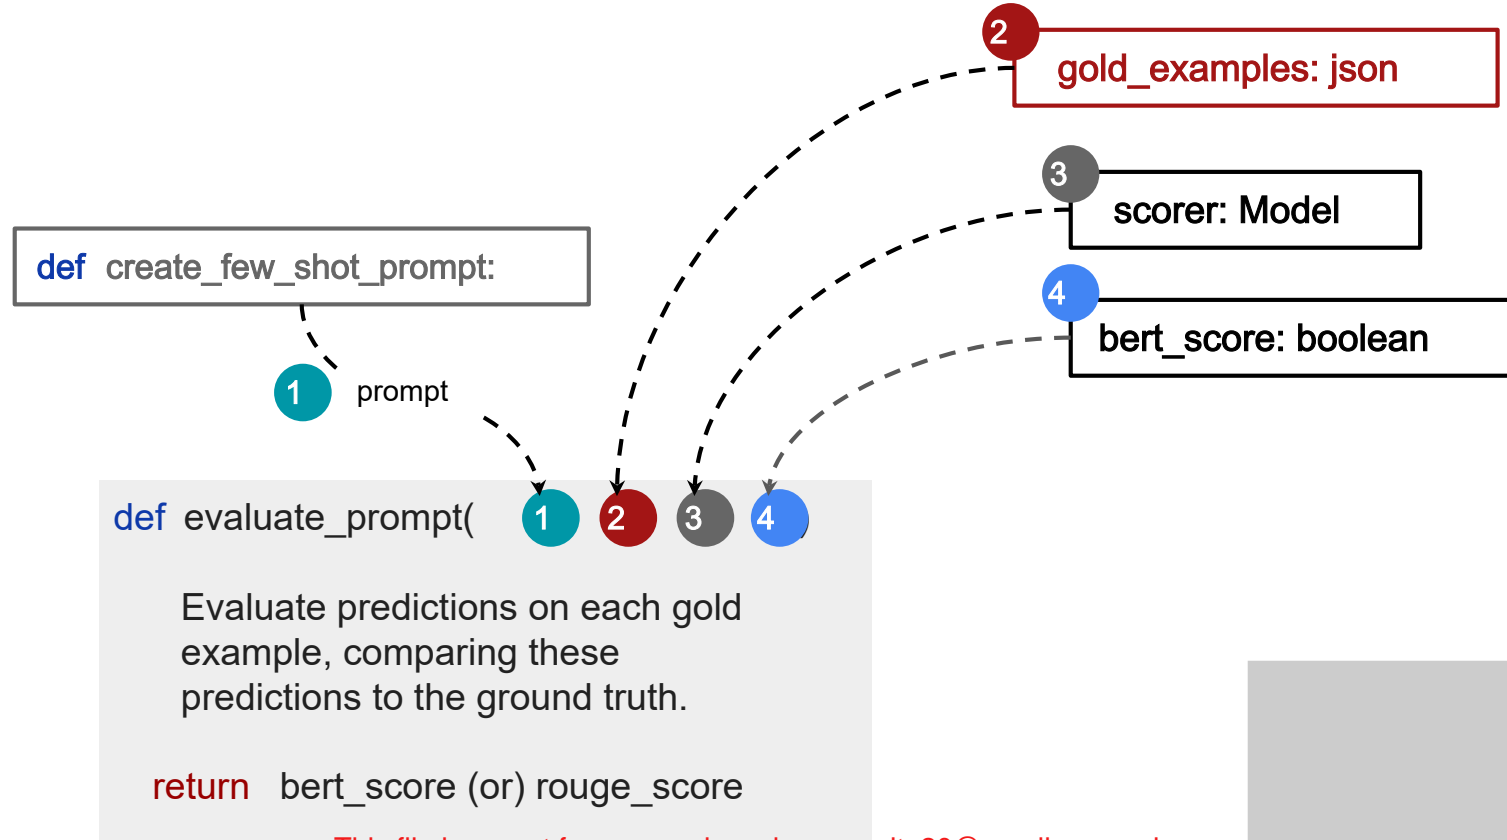 2
gold_examples: json
3
scorer: Model
def create_few_shot_prompt:
4
bert_score: boolean
1 prompt
def evaluate_prompt( 1 2 3 4 )
Evaluate predictions on each gold
example, comparing these
predictions to the ground truth.
return bert_score (or) rouge_score